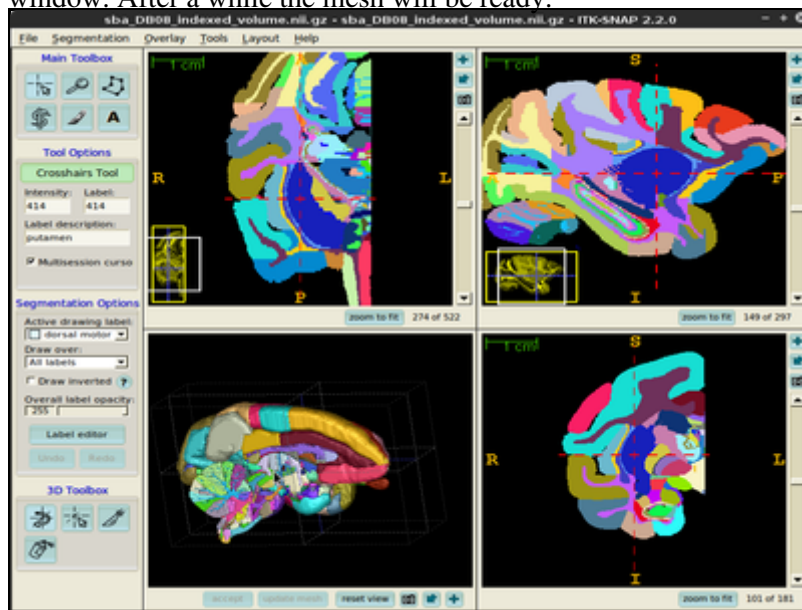 window. After a while the mesh will be ready.
sba_DB08_indexed_volume.nii.gz - sba_DB08_indexed_volume.nii.gz - ITK-SNAP 2.2.0
File Segmentation Overlay Tools Layout Help
Main Toolbox
A
Tool Options
Crosshairs Tool
Intensity: Label:
414 414
Label description:
putamen
Multisession curso
Segmentation Options
Active drawing label:
dorsal motor
Draw over:
All labels
Draw inverted ?
Overall label opacity:
255
Label editor
Undo Redo
3D Toolbox
1 cm
R
L
P
zoom to fit 274 of 522
1 cm
S
P
I
zoom to fit 149 of 297
accept update mesh reset view
1 cm
S
R
L
I
zoom to fit 101 of 181